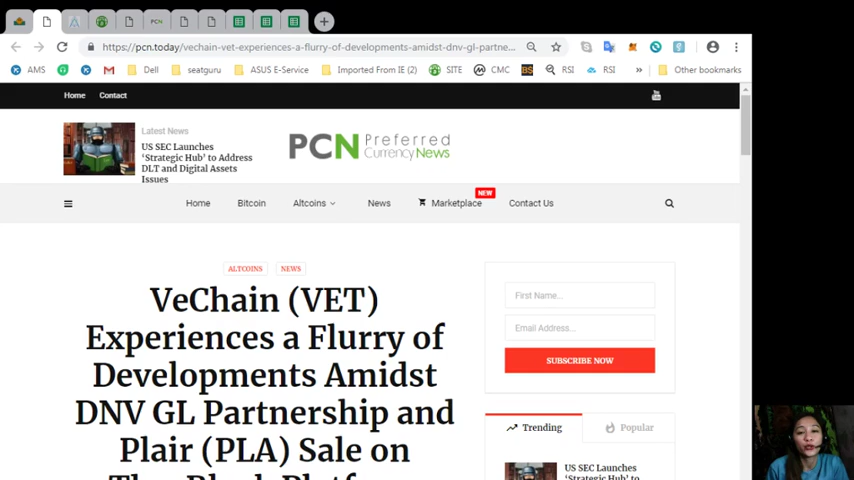 PCN
https://pcn.today/vechain-vet-experiences-a-flurry-of-developments-amidst-dnv-gl-partne...
AMS
Dell
seatguru
ASUS E-Service
Imported From IE (2)
SITE
CMC
RSI
RSI
»
Other bookmarks
Home
Contact
Latest News
US SEC Launches
‘Strategic Hub’ to Address
DLT and Digital Assets
Issues
PCN Preferred
CurrencyNews
NEW
Home
Bitcoin
Altcoins
News
Marketplace
Contact Us
ALTCOINS
NEWS
VeChain (VET)
Experiences a Flurry of
Developments Amidst
DNV GL Partnership and
Plair (PLA) Sale on
First Name...
Email Address...
SUBSCRIBE NOW
Trending
Popular
US SEC Launches
‘Strategic Hub’ to